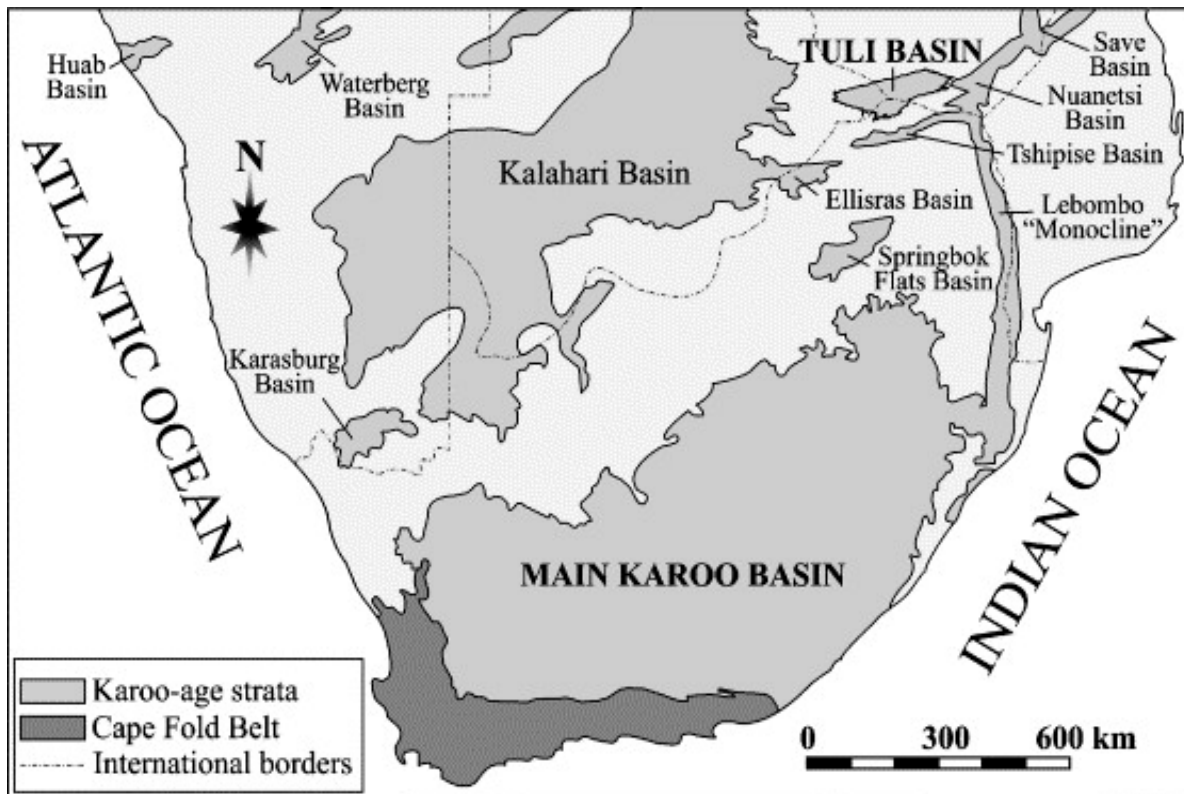 Huab
Basin
Waterberg
Basin
TULI BASIN
Save
Basin
Nuanetsi
Basin
Tshipise Basin
ATLANTIC OCEAN
N
Kalahari Basin
Ellisras Basin
Lebombo
“Monocline”
Springbok
Flats Basin
Karasburg
Basin
INDIAN OCEAN
MAIN KAROO BASIN
Karoo-age strata
Cape Fold Belt
International borders
0 300 600 km